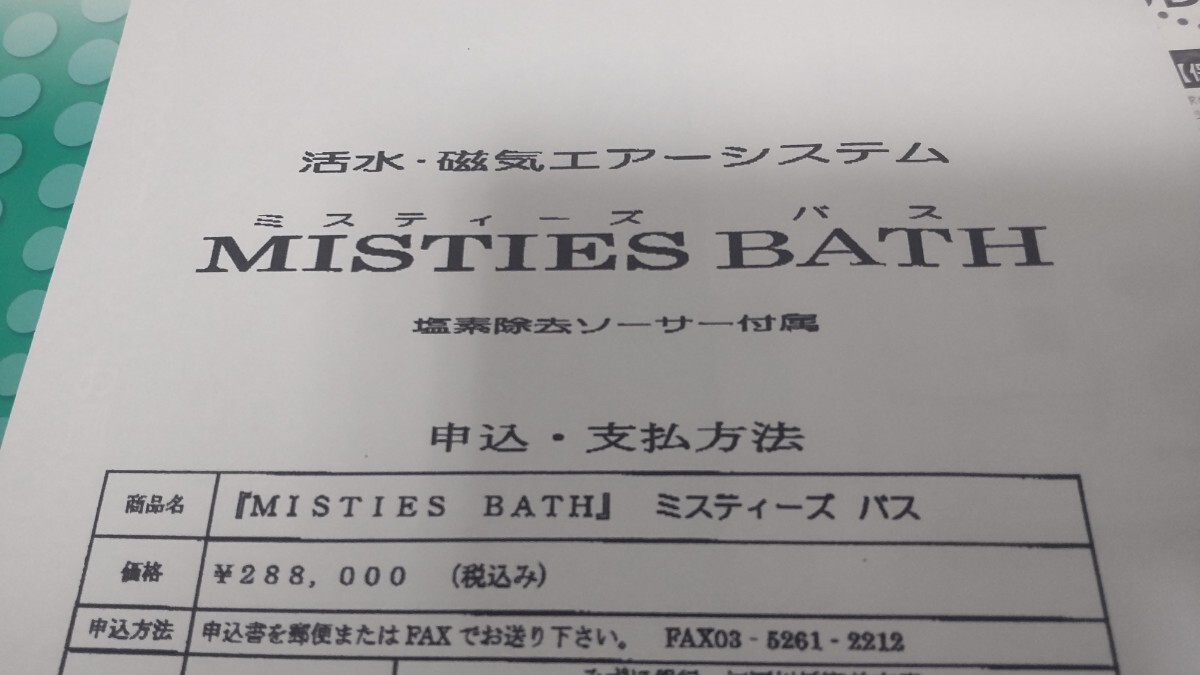 活水・磁気エアーシステム
ミスティーズ バス
MISTIES BATH
塩素除去ソーサー付属
申込・支払方法
商品名 『MISTIES BATH』 ミスティーズ バス
価格 ¥288,000 (税込み)
申込方法 申込書を郵便またはFAXでお送り下さい。 FAX03-5261-2212